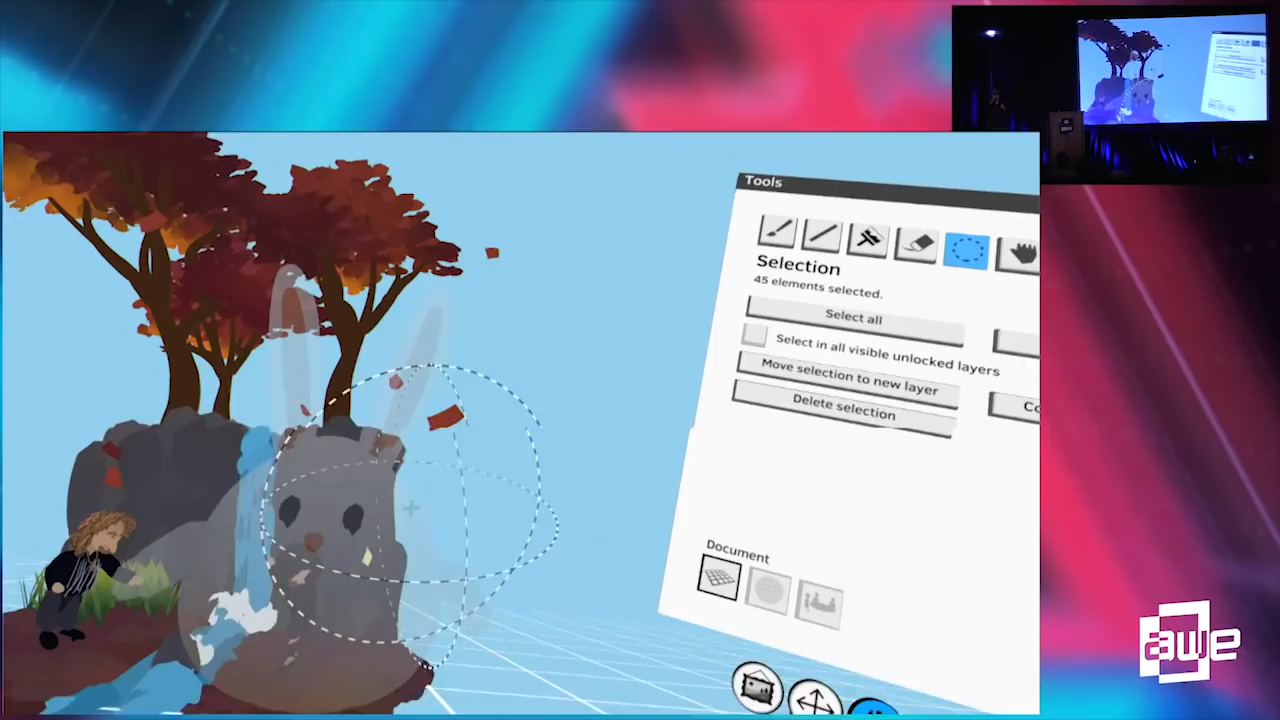 Tools
Selection
45 elements selected.
Select all
Select in all visible unlocked layers
Move selection to new layer
Co
Delete selection
Document
awe